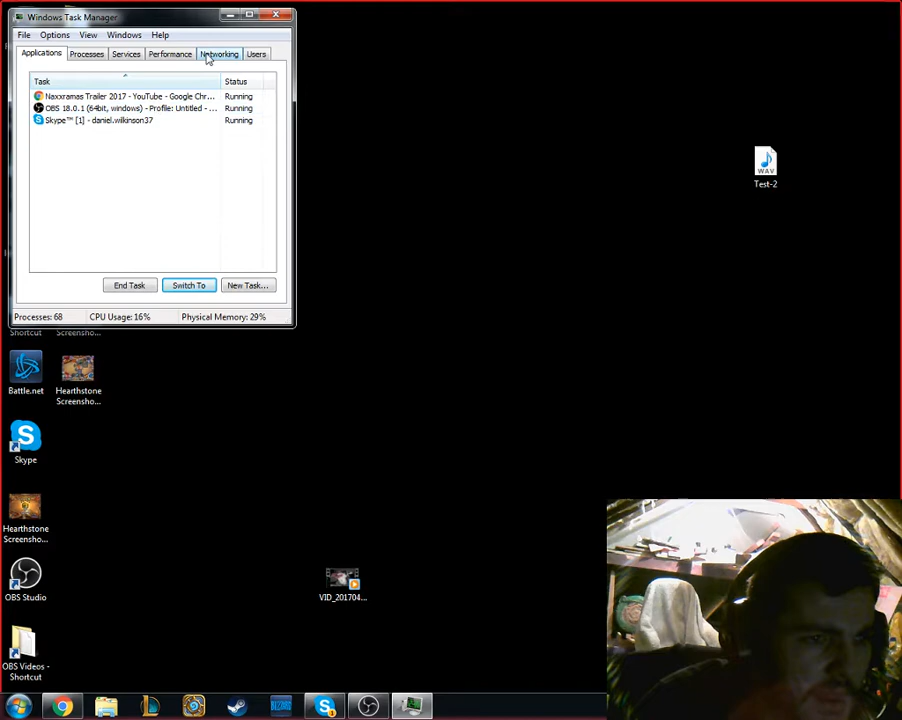 Windows Task Manager
File Options View Windows Help
Applications Processes Services Performance Networking Users
Task Status
Naxxramas Trailer 2017 - YouTube - Google Chr... Running
OBS 18.0.1 (64bit, windows) - Profile: Untitled - ... Running
Skype™ [1] - daniel.wilkinson37 Running
End Task Switch To New Task...
Processes: 68 CPU Usage: 16% Physical Memory: 29%
WAV
Test-2
Shortcut
Hearthstone
Screensho...
Battle.net
Hearthstone
Screensho...
Skype
Hearthstone
Screensho...
OBS Studio
VID_201704...
OBS Videos -
Shortcut